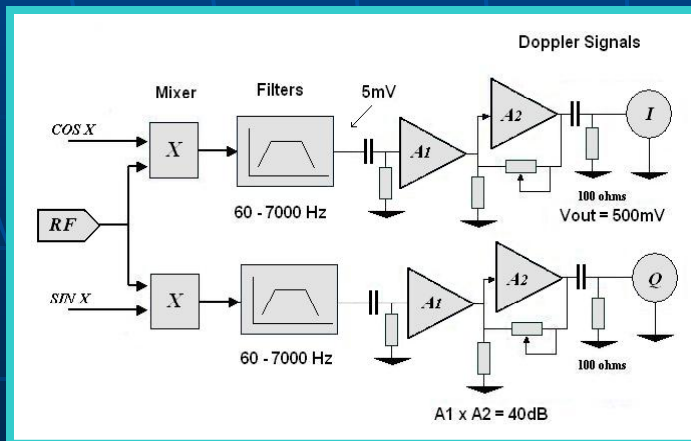 Doppler Signals
Mixer
Filters
5mV
COS X
X
A1
A2
I
60 - 7000 Hz
100 ohms
Vout = 500mV
RF
SIN X
X
A1
A2
Q
60 - 7000 Hz
100 ohms
A1 x A2 = 40dB